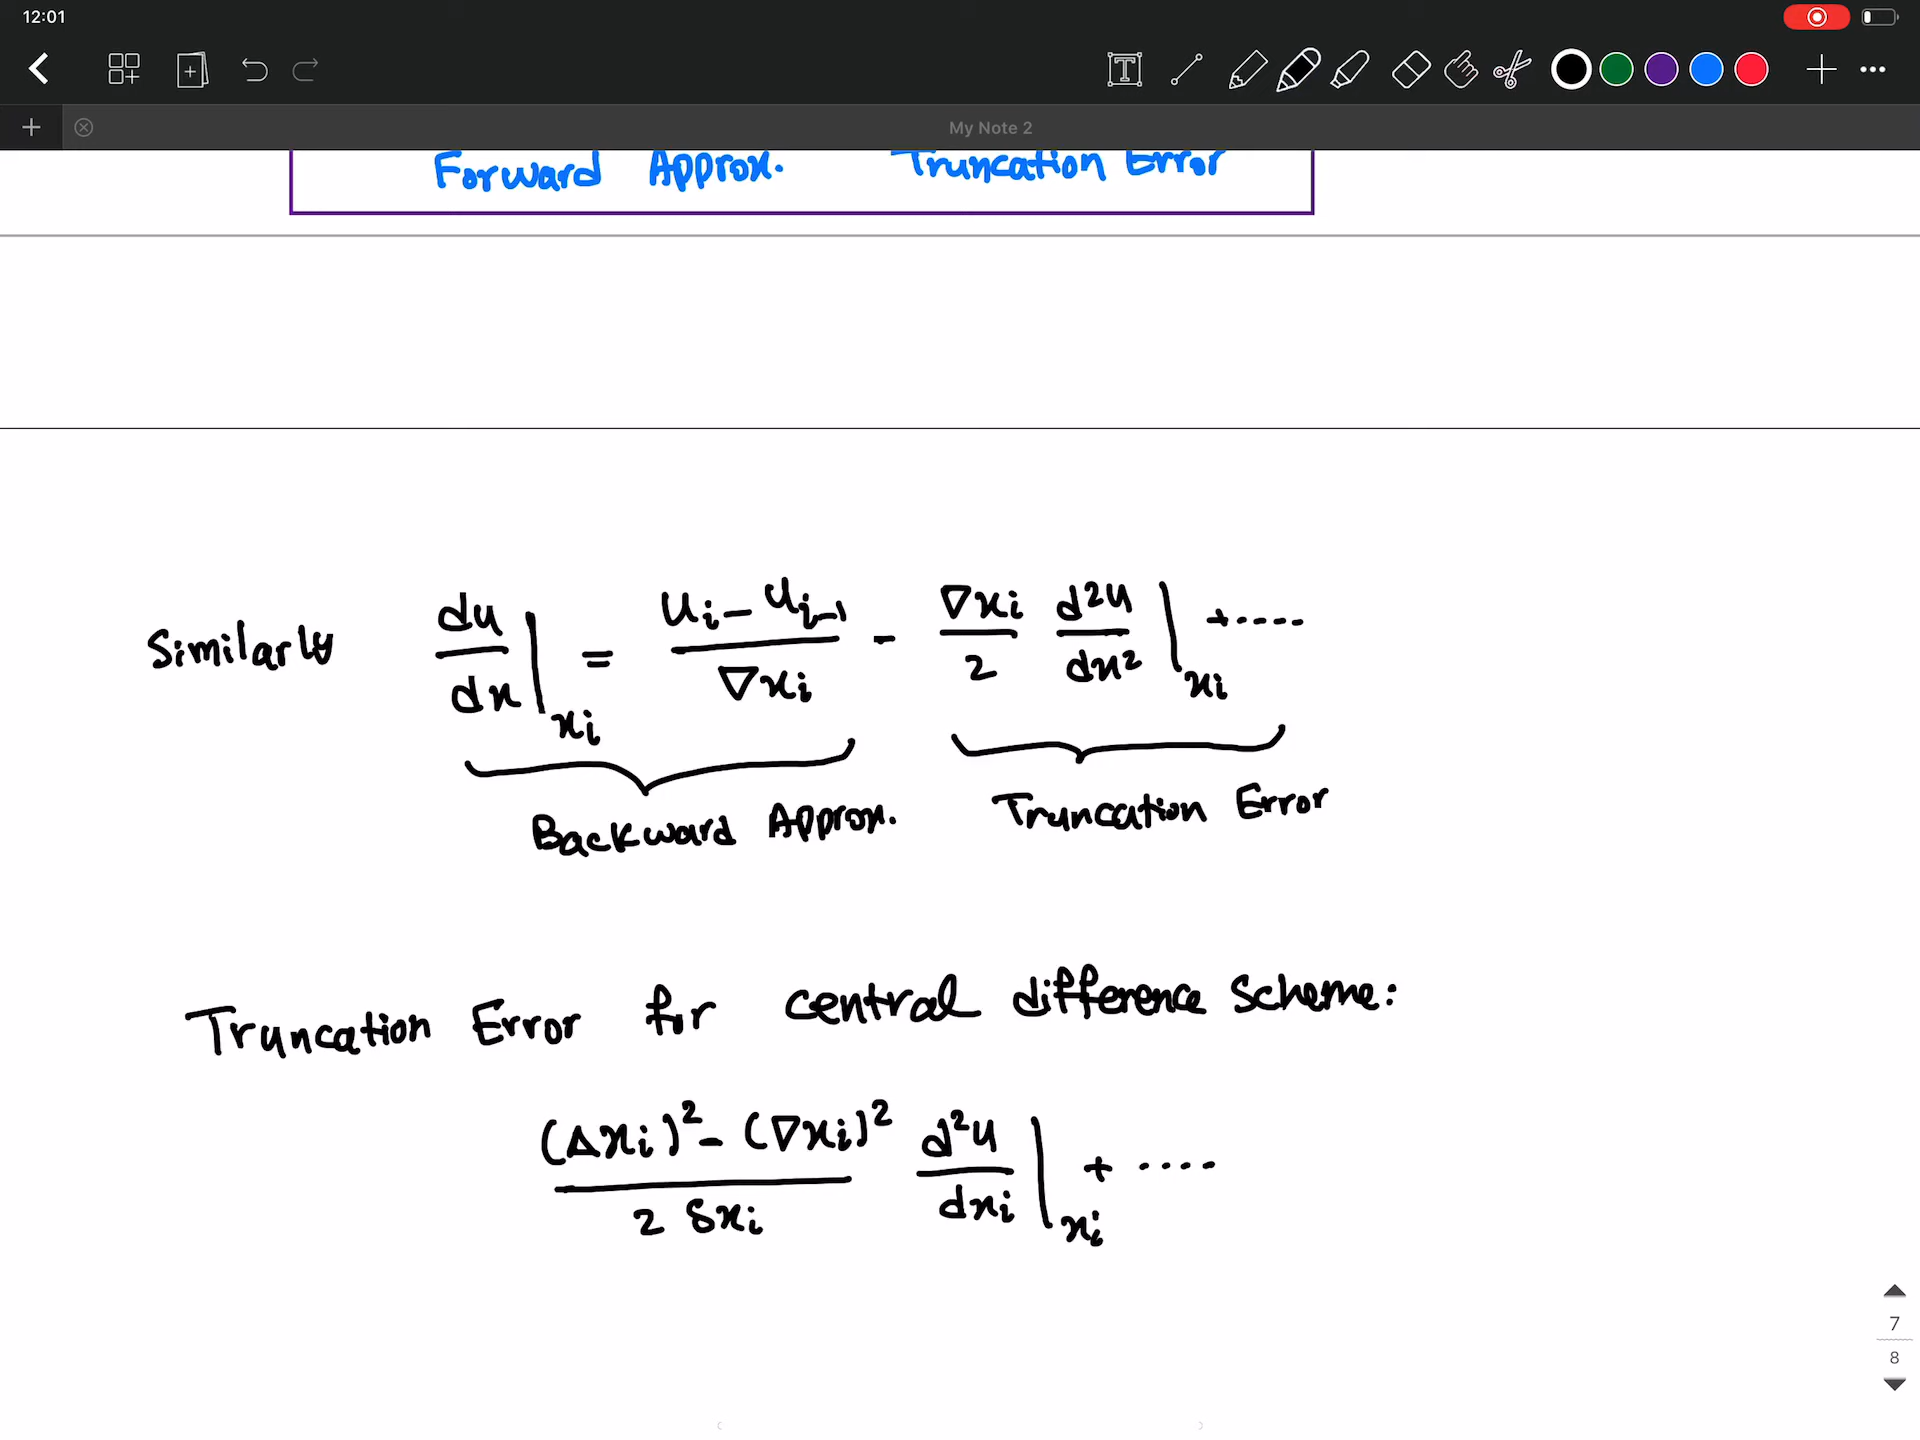 12:01
T
My Note 2
Forward Approx. Truncation Error
Similarly du/dx|xi = (ui - ui-1)/∇xi - ∇xi/2 d²u/dx²|xi + .....
Backward Approx. Truncation Error
Truncation Error for central difference scheme:
((Δxi)² - (∇xi)²)/(2 δxi) d²u/dxi|xi + ....
7
8